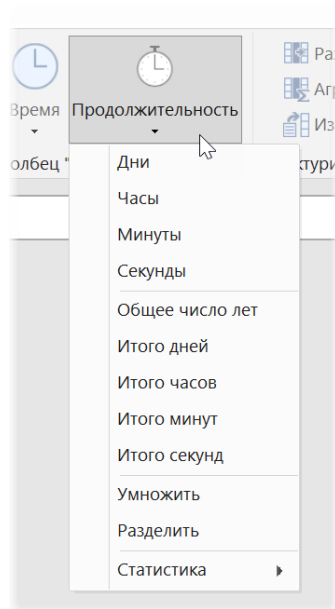 Время
Продолжительность
Дни
Часы
Минуты
Секунды
Общее число лет
Итого дней
Итого часов
Итого минут
Итого секунд
Умножить
Разделить
Статистика